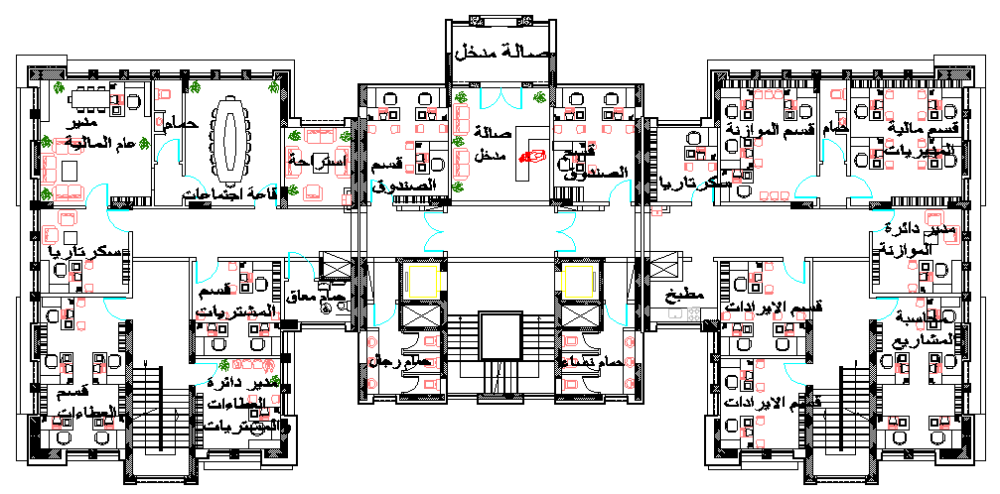 صالة مدخل
مدير
عام المالية
حمام
قاعة اجتماعات
استراحة
قسم
الصندوق
صالة
مدخل
قسم
الصندوق
سكرتاريا
قسم الموازنة
حمام
قسم مالية
المديريات
سكرتاريا
مدير دائرة
الموازنة
قسم
المشتريات
حمام معاق
مطبخ
قسم الايرادات
محاسبة
المشاريع
حمام رجال
حمام نساء
قسم
العطاءات
مدير دائرة
العطاءات
والمشتريات
قسم الايرادات